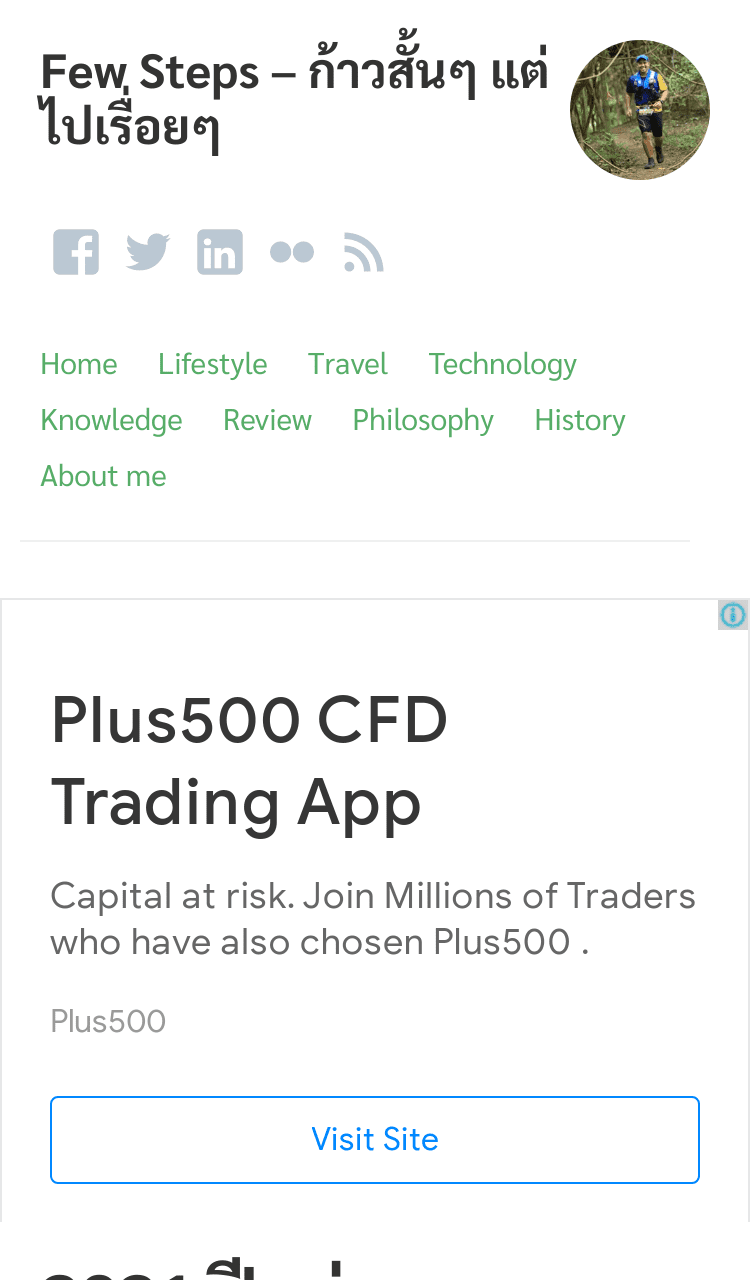 Few Steps – ก้าวสั้นๆ แต่
ไปเรื่อยๆ
Home Lifestyle Travel Technology
Knowledge Review Philosophy History
About me
Plus500 CFD
Trading App
Capital at risk. Join Millions of Traders
who have also chosen Plus500 .
Plus500
Visit Site